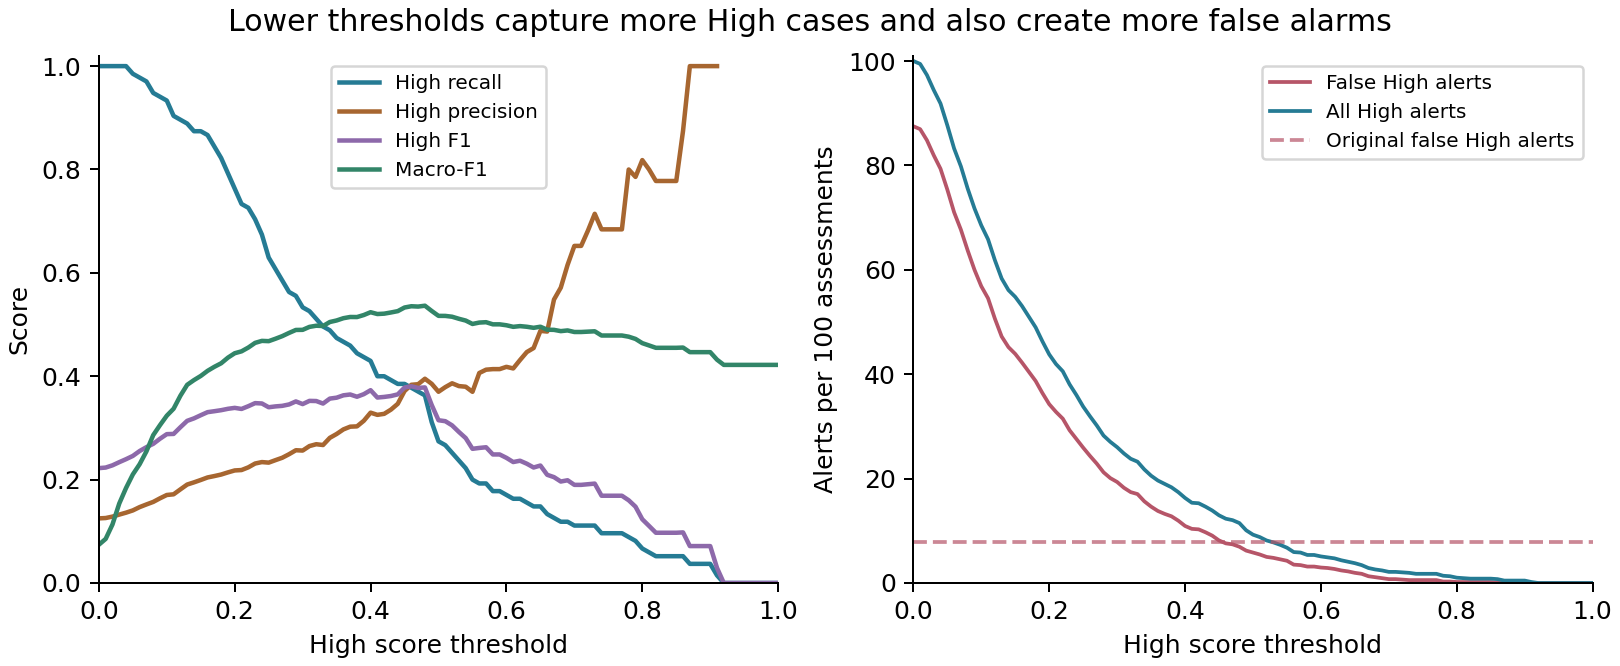 Lower thresholds capture more High cases and also create more false alarms
High recall
High precision
High F1
Macro-F1
Score
1.0
0.8
0.6
0.4
0.2
0.0
0.0 0.2 0.4 0.6 0.8 1.0
High score threshold
False High alerts
All High alerts
Original false High alerts
Alerts per 100 assessments
100
80
60
40
20
0
0.0 0.2 0.4 0.6 0.8 1.0
High score threshold